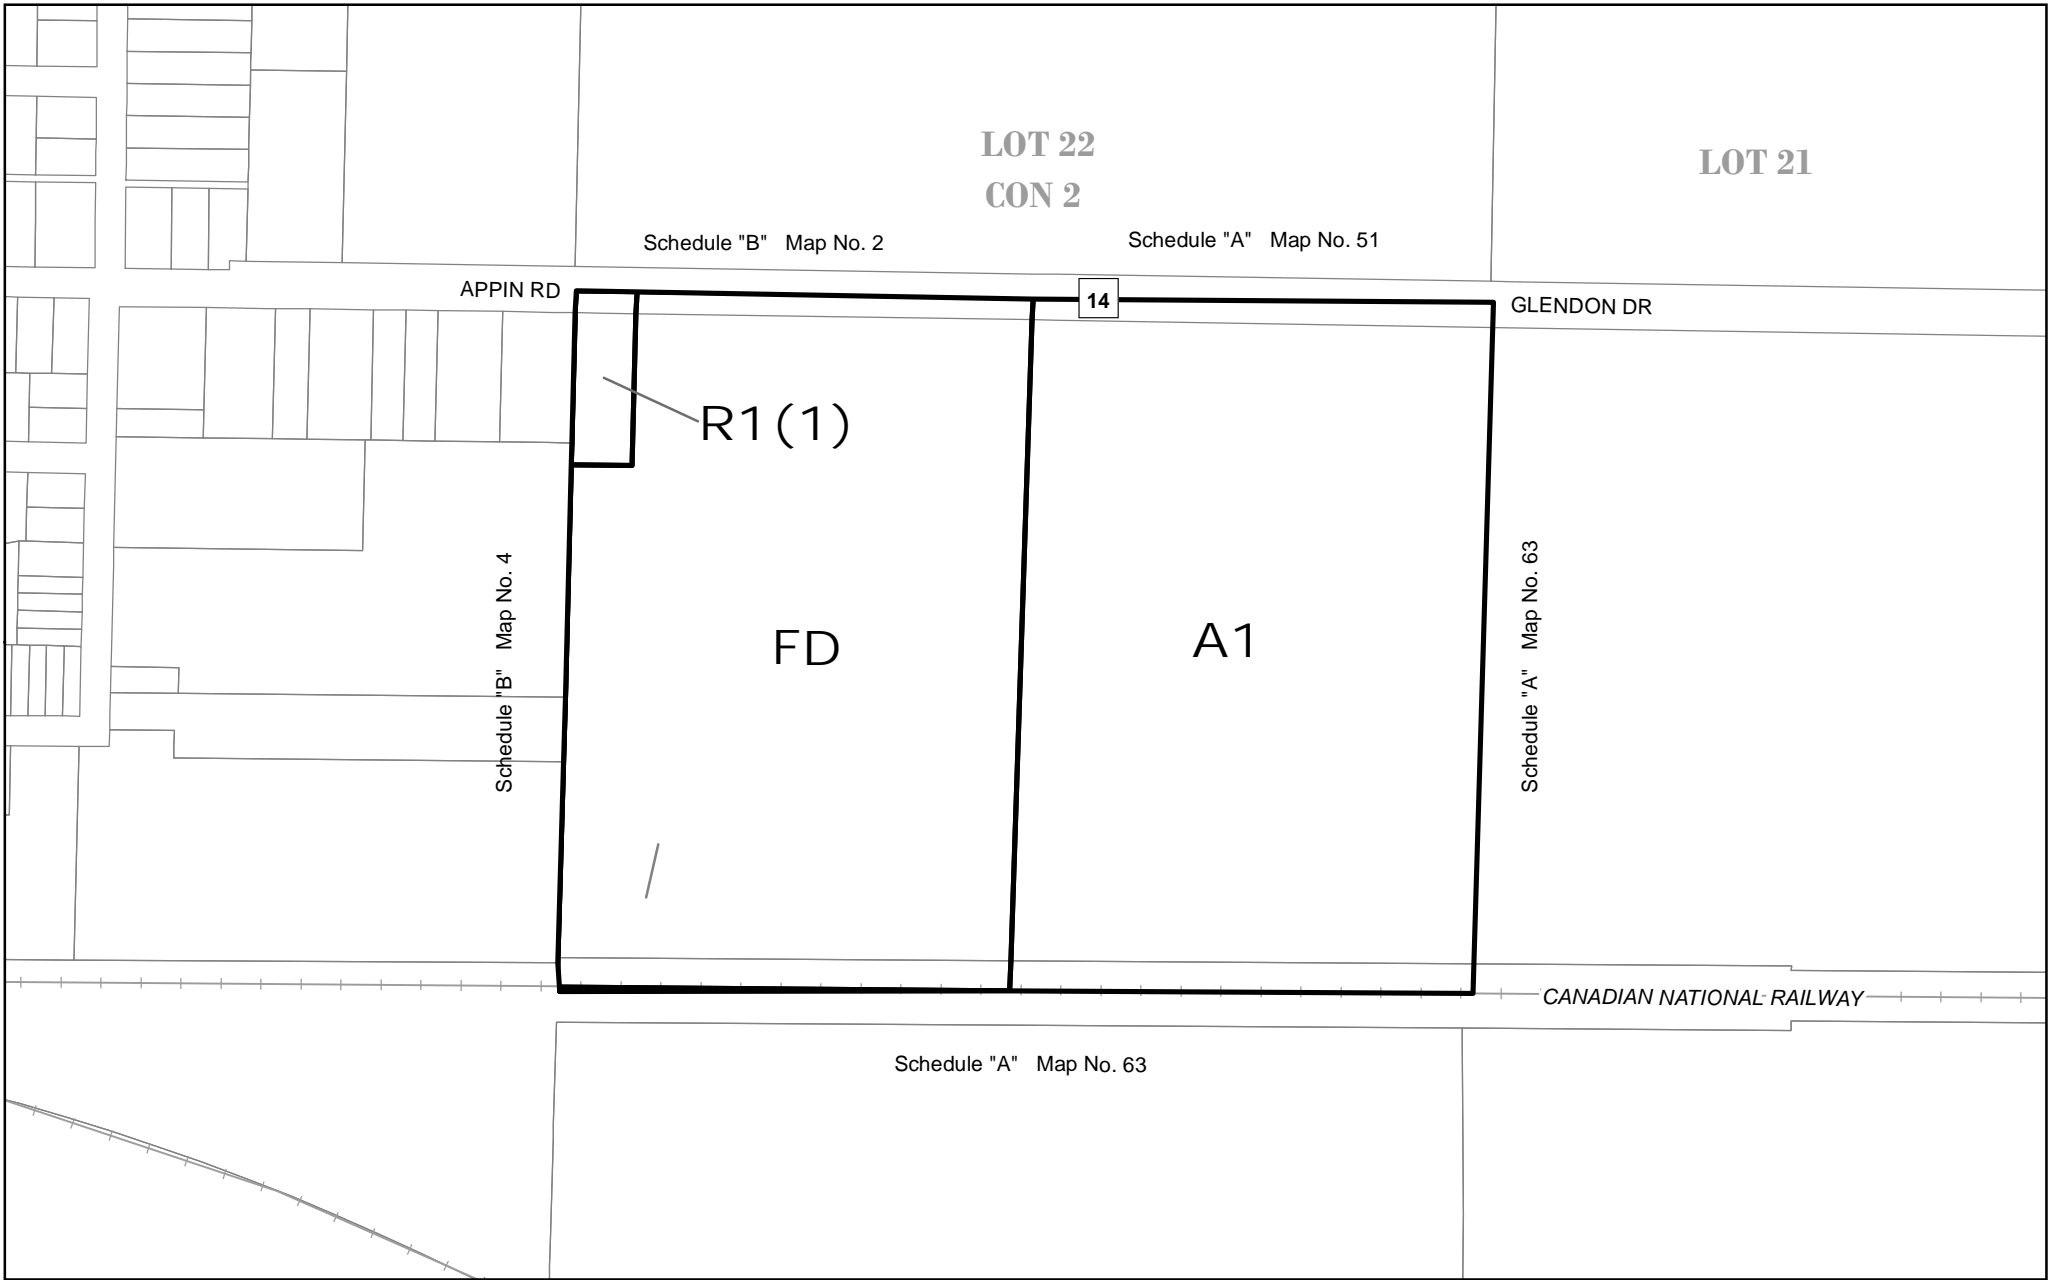 LOT 22
CON 2
LOT 21
Schedule "B" Map No. 2
Schedule "A" Map No. 51
APPIN RD
14
GLENDON DR
R1(1)
Schedule "B" Map No. 4
FD
A1
Schedule "A" Map No. 63
CANADIAN NATIONAL RAILWAY
Schedule "A" Map No. 63